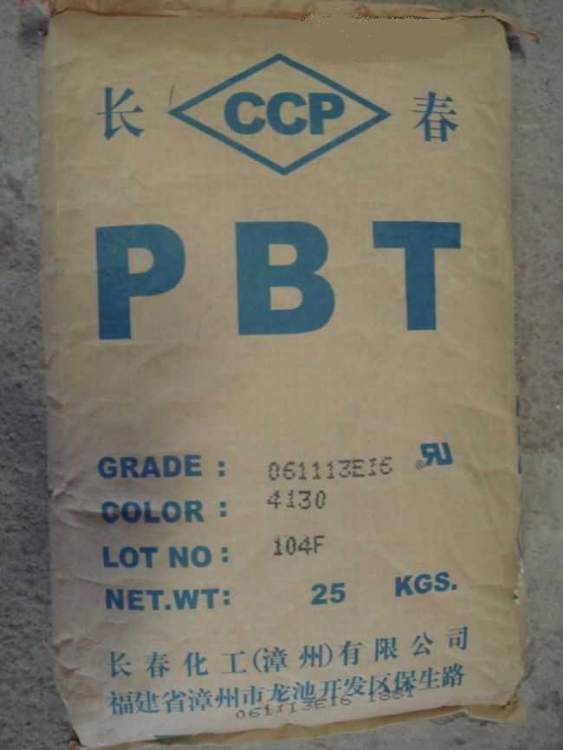 长 CCP 春
PBT
GRADE: 061113E16
COLOR: 4130
LOT NO: 104F
NET.WT: 25 KGS.
长春化工(漳州)有限公司
福建省漳州市龙池开发区保生路
061113E16